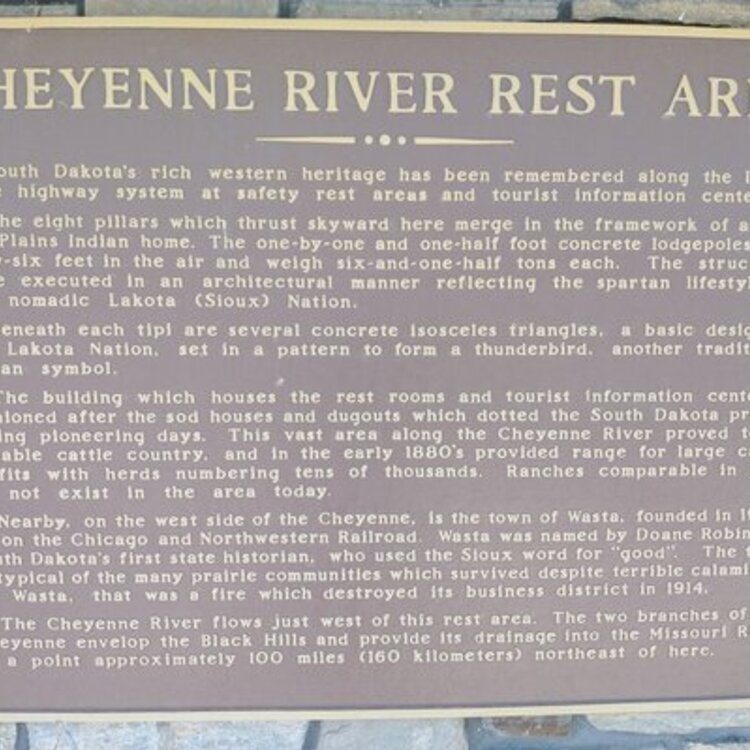 HEYENNE RIVER REST AR
outh Dakota's rich western heritage has been remembered along the
highway system at safety rest areas and tourist information cente
he eight pillars which thrust skyward here merge in the framework of a
Plains Indian home. The one-by-one and one-half foot concrete lodgepoles
y-six feet in the air and weigh six-and-one-half tons each. The struc
e executed in an architectural manner reflecting the spartan lifestyl
nomadic Lakota (Sioux) Nation.
eneath each tipi are several concrete isosceles triangles, a basic desig
Lakota Nation, set in a pattern to form a thunderbird, another tradit
an symbol.
The building which houses the rest rooms and tourist information cent
ioned after the sod houses and dugouts which dotted the South Dakota pr
ing pioneering days. This vast area along the Cheyenne River proved t
able cattle country, and in the early 1880's provided range for large ca
fits with herds numbering tens of thousands. Ranches comparable in
not exist in the area today.
Nearby, on the west side of the Cheyenne, is the town of Wasta, founded in 1
on the Chicago and Northwestern Railroad. Wasta was named by Doane Robin
th Dakota's first state historian, who used the Sioux word for "good". The
typical of the many prairie communities which survived despite terrible calami
Wasta, that was a fire which destroyed its business district in 1914.
The Cheyenne River flows just west of this rest area. The two branches of
eyenne envelop the Black Hills and provide its drainage into the Missouri R
a point approximately 100 miles (160 kilometers) northeast of here.